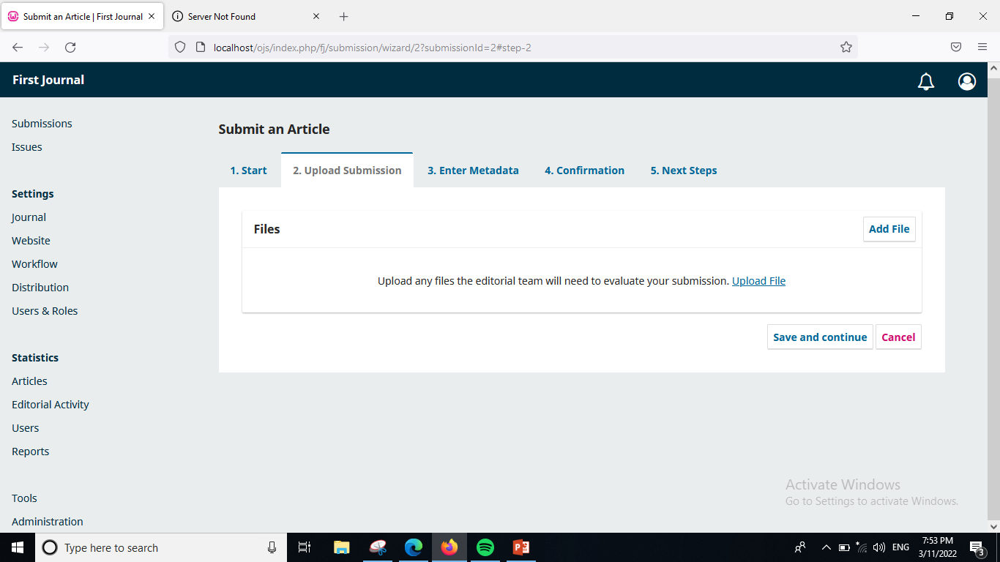 Submit an Article | First Journal
Server Not Found
localhost/ojs/index.php/fj/submission/wizard/2?submissionId=2#step-2
First Journal
Submissions
Issues
Settings
Journal
Website
Workflow
Distribution
Users & Roles
Statistics
Articles
Editorial Activity
Users
Reports
Tools
Administration
Submit an Article
1. Start
2. Upload Submission
3. Enter Metadata
4. Confirmation
5. Next Steps
Files
Add File
Upload any files the editorial team will need to evaluate your submission. Upload File
Save and continue
Cancel
Activate Windows
Go to Settings to activate Windows.
Type here to search
ENG
7:53 PM
3/11/2022
3